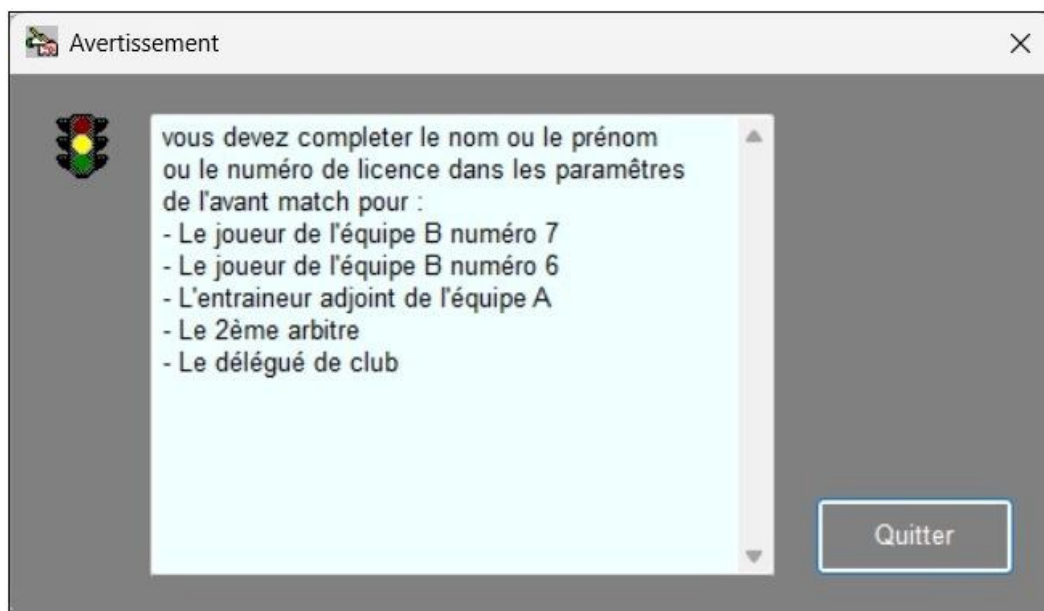 Avertissement
vous devez completer le nom ou le prénom
ou le numéro de licence dans les paramêtres
de l'avant match pour :
- Le joueur de l'équipe B numéro 7
- Le joueur de l'équipe B numéro 6
- L'entraineur adjoint de l'équipe A
- Le 2ème arbitre
- Le délégué de club
Quitter